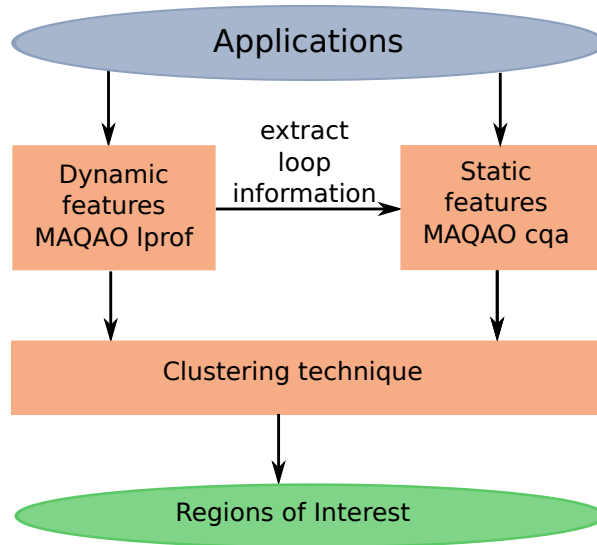 Applications
extract
loop
information
Dynamic
features
MAQAO lprof
Static
features
MAQAO cqa
Clustering technique
Regions of Interest